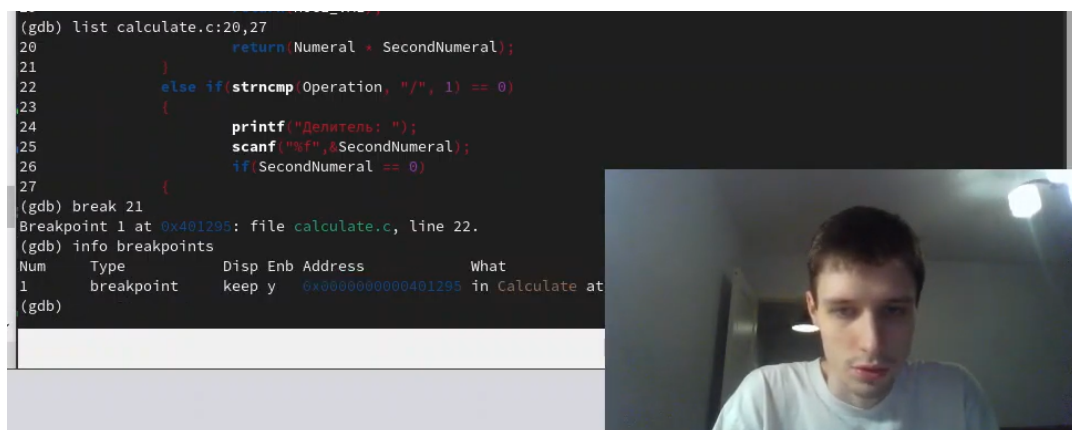 (gdb) list calculate.c:20,27
20 return(Numeral * SecondNumeral);
21 }
22 else if(strncmp(Operation, "/", 1) == 0)
23 {
24 printf("Делитель: ");
25 scanf("%f",&SecondNumeral);
26 if(SecondNumeral == 0)
27 {
(gdb) break 21
Breakpoint 1 at 0x401295: file calculate.c, line 22.
(gdb) info breakpoints
Num Type Disp Enb Address What
1 breakpoint keep y 0x0000000000401295 in Calculate at
(gdb)